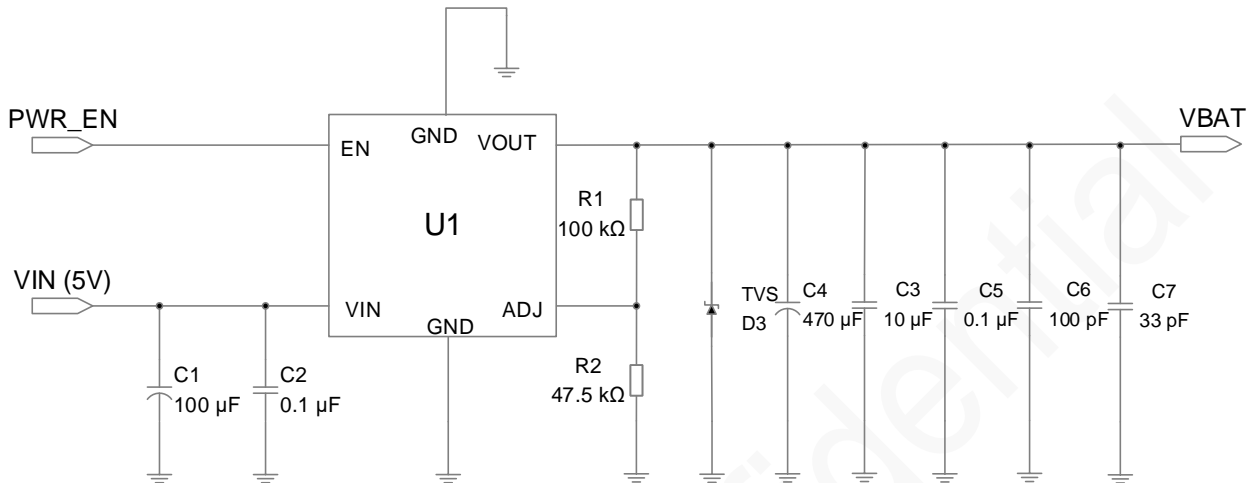 PWR_EN
VBAT
EN
GND
VOUT
R1
100 kΩ
U1
VIN (5V)
VIN
GND
ADJ
TVS
D3
C4
470 µF
C3
10 µF
C5
0.1 µF
C6
100 pF
C7
33 pF
R2
47.5 kΩ
C1
100 µF
C2
0.1 µF
fidential